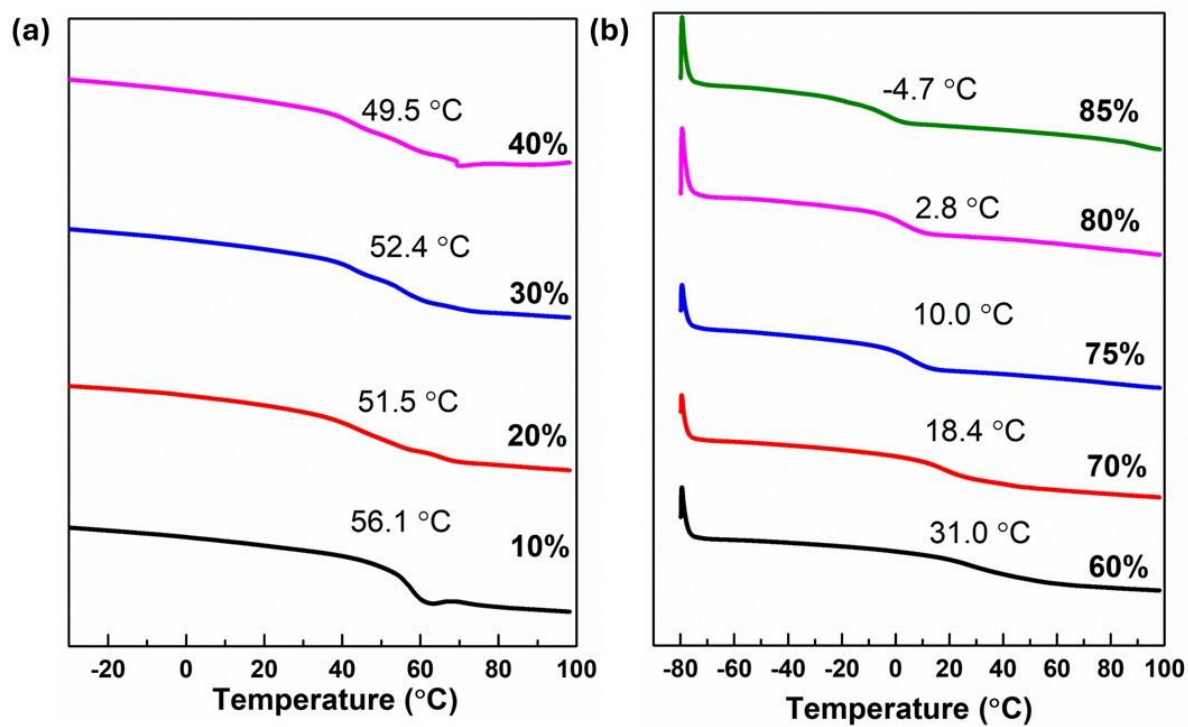 (a)
49.5 °C
40%
52.4 °C
30%
51.5 °C
20%
56.1 °C
10%
-20 0 20 40 60 80 100
Temperature (°C)
(b)
-4.7 °C
85%
2.8 °C
80%
10.0 °C
75%
18.4 °C
70%
31.0 °C
60%
-80 -60 -40 -20 0 20 40 60 80 100
Temperature (°C)